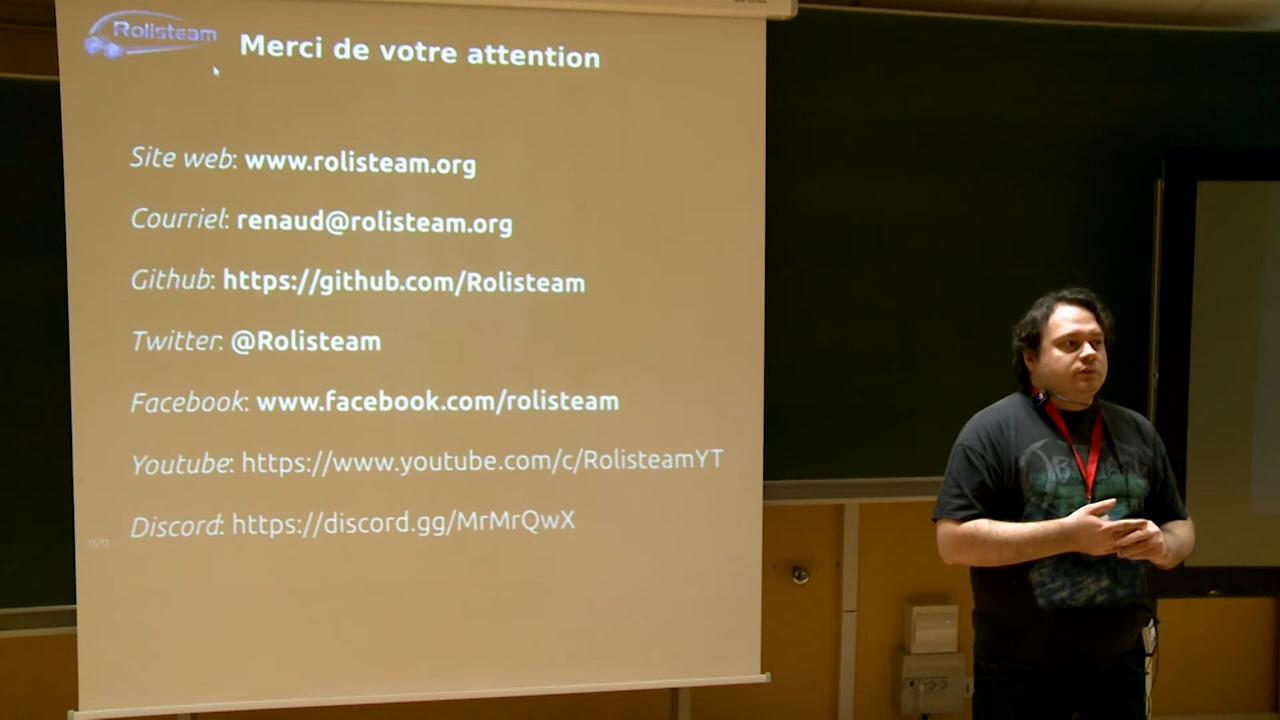 Rolisteam
Merci de votre attention
Site web: www.rolisteam.org
Courriel: renaud@rolisteam.org
Github: https://github.com/Rolisteam
Twitter: @Rolisteam
Facebook: www.facebook.com/rolisteam
Youtube: https://www.youtube.com/c/RolisteamYT
Discord: https://discord.gg/MrMrQwX